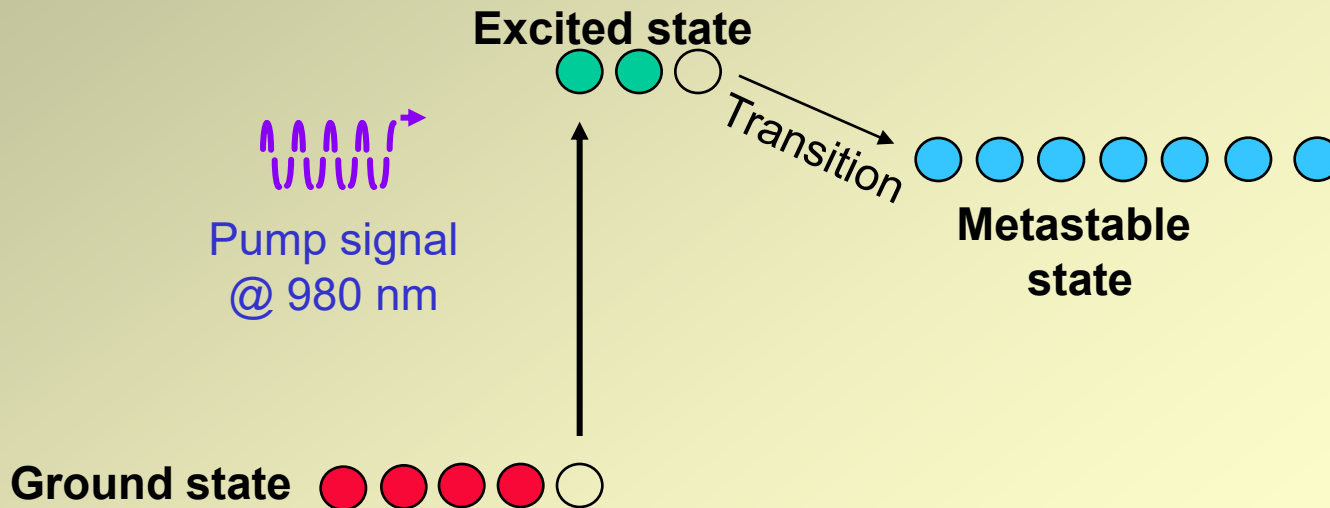 Excited state
Transition
Pump signal
@ 980 nm
Metastable
state
Ground state